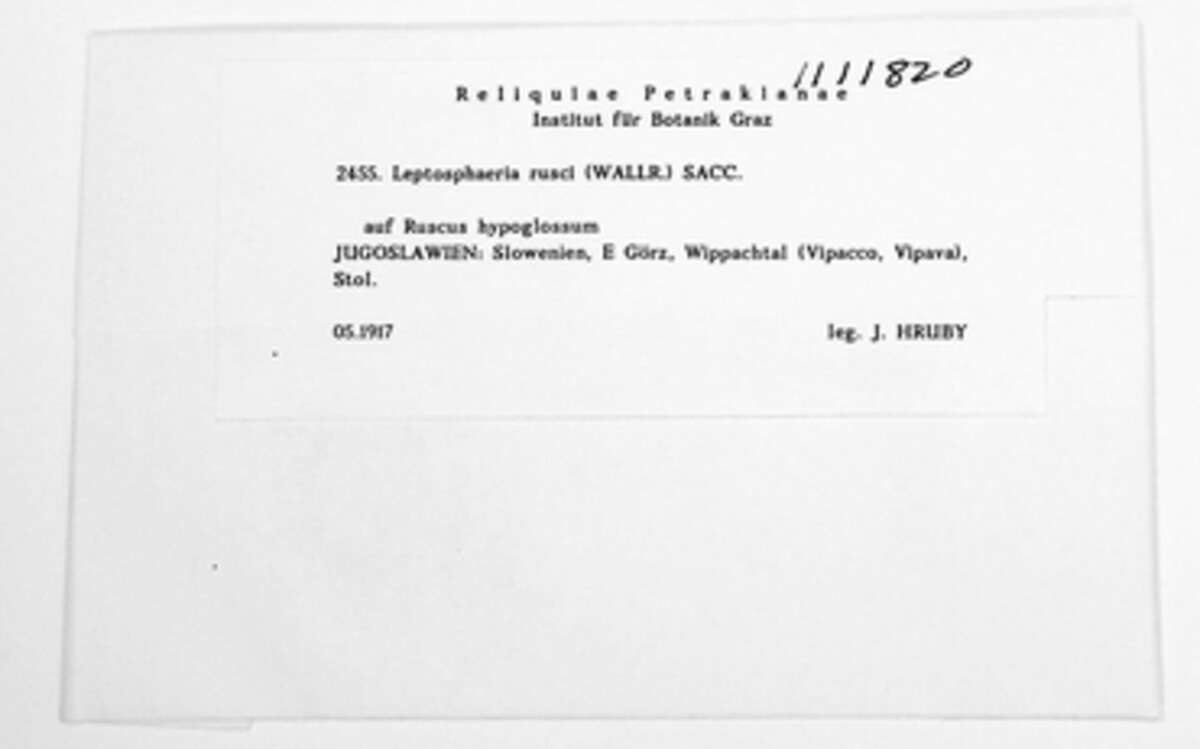 1111820
Reliquiae Petrakianae
Institut für Botanik Graz
2455. Leptosphaeria rusci (WALLR.) SACC.
auf Ruscus hypoglossum
JUGOSLAWIEN: Slowenien, E Görz, Wippachtal (Vipacco, Vipava),
Stol.
05.1917 leg. J. HRUBY